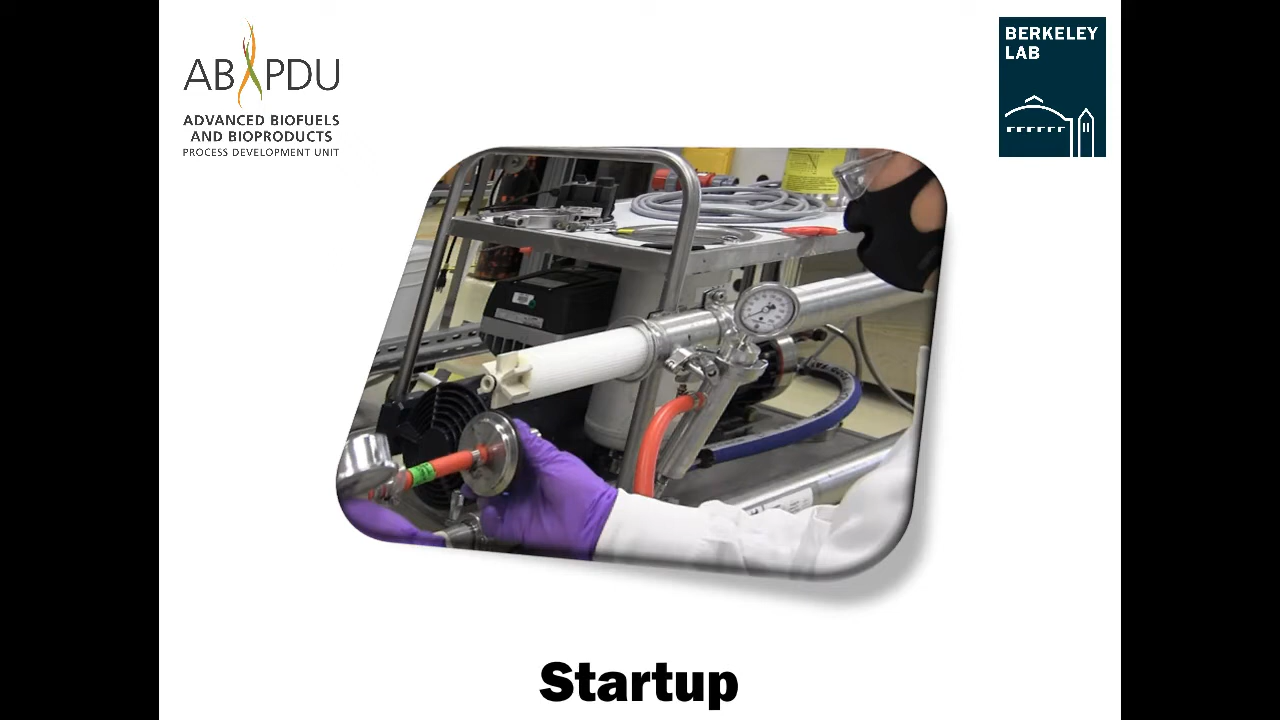 ABPDU
ADVANCED BIOFUELS
AND BIOPRODUCTS
PROCESS DEVELOPMENT UNIT
BERKELEY
LAB
Startup